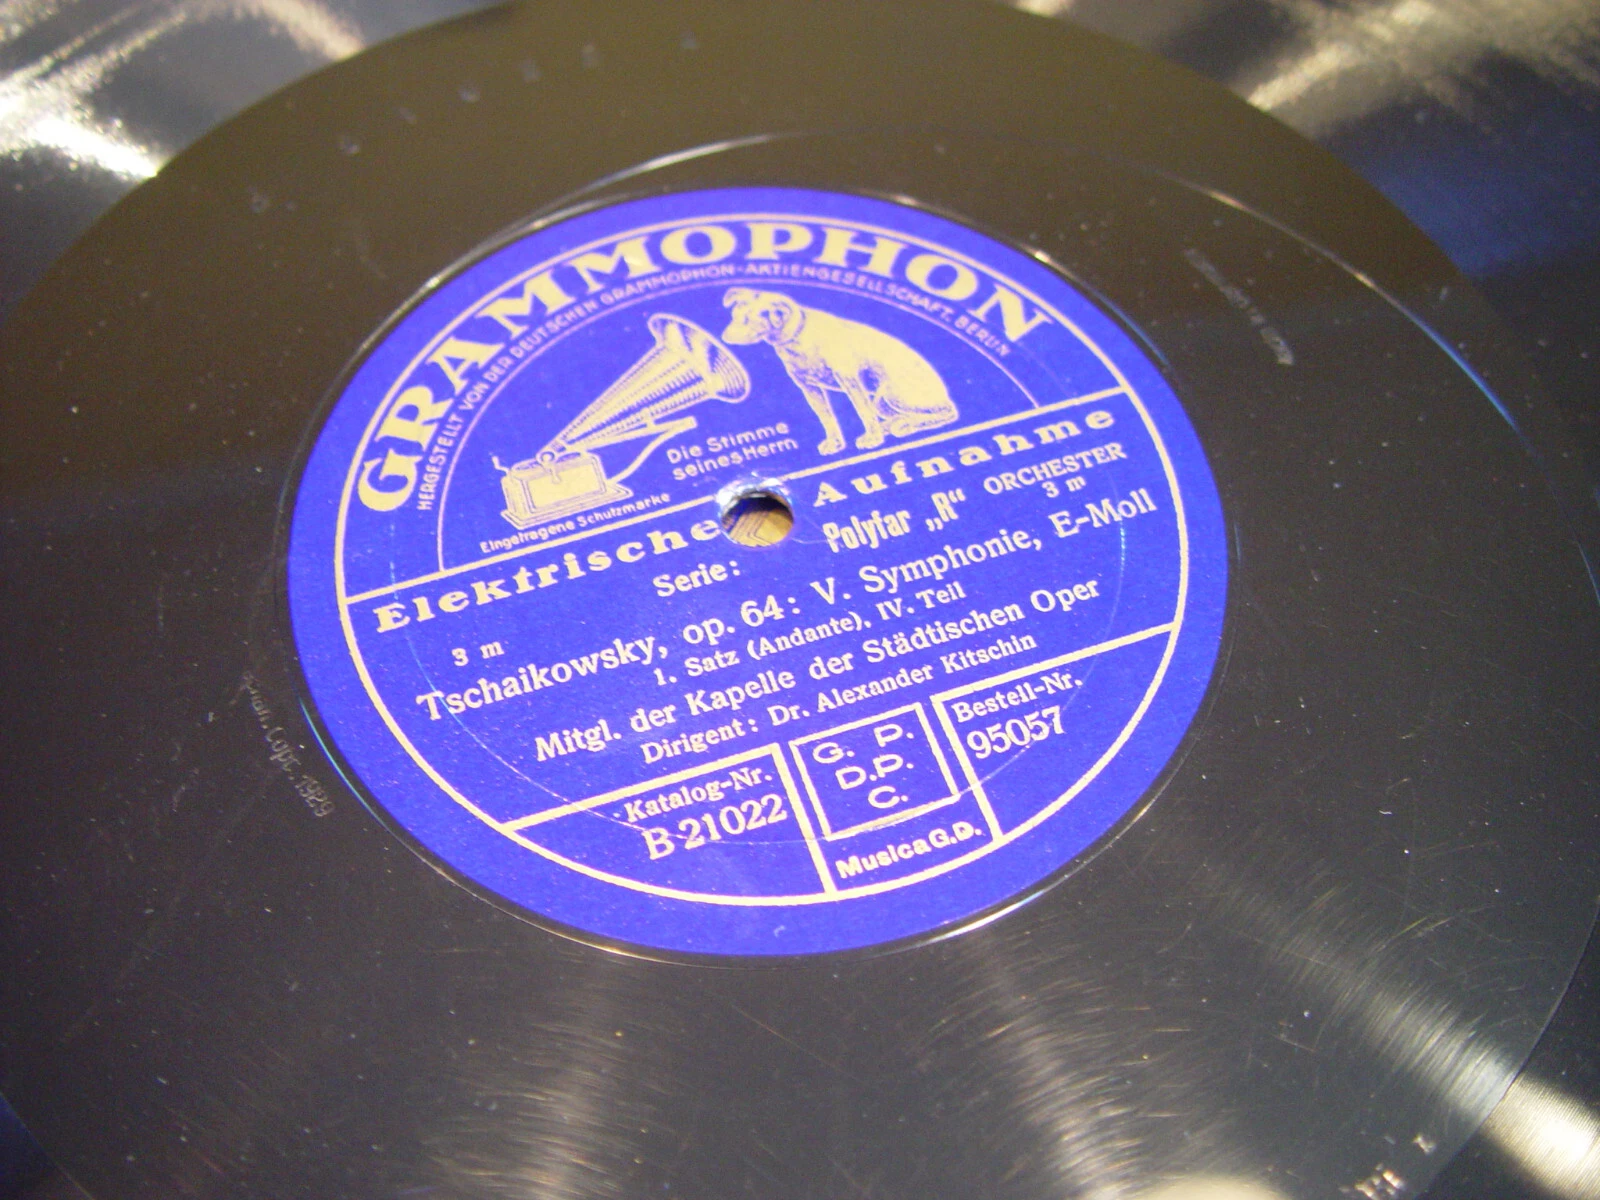 GRAMMOPHON
HERGESTELLT VON DER DEUTSCHEN GRAMMOPHON-AKTIENGESELLSCHAFT, BERLIN
Die Stimme
seines Herrn
Eingetragene Schutzmarke
Elektrische Aufnahme
Serie: Polyfar „R“ ORCHESTER
3 m 3 m
Tschaikowsky, op. 64: V. Symphonie, E-Moll
1. Satz (Andante), IV. Teil
Mitgl. der Kapelle der Städtischen Oper
Dirigent: Dr. Alexander Kitschin
Katalog-Nr.
B 21022
G. P.
D.P.
C.
Musica G.D.
Bestell-Nr.
95057
Copr. 1929